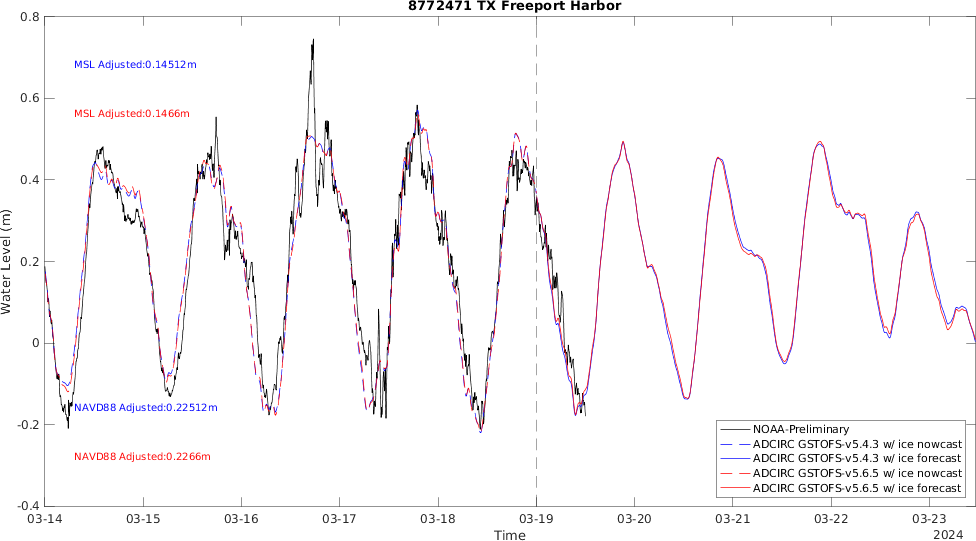 8772471 TX Freeport Harbor
0.8
0.6
0.4
0.2
0
-0.2
-0.4
Water Level (m)
MSL Adjusted:0.14512m
MSL Adjusted:0.1466m
NAVD88 Adjusted:0.22512m
NAVD88 Adjusted:0.2266m
NOAA-Preliminary
ADCIRC GSTOFS-v5.4.3 w/ ice nowcast
ADCIRC GSTOFS-v5.4.3 w/ ice forecast
ADCIRC GSTOFS-v5.6.5 w/ ice nowcast
ADCIRC GSTOFS-v5.6.5 w/ ice forecast
03-14 03-15 03-16 03-17 03-18 03-19 03-20 03-21 03-22 03-23
Time
2024